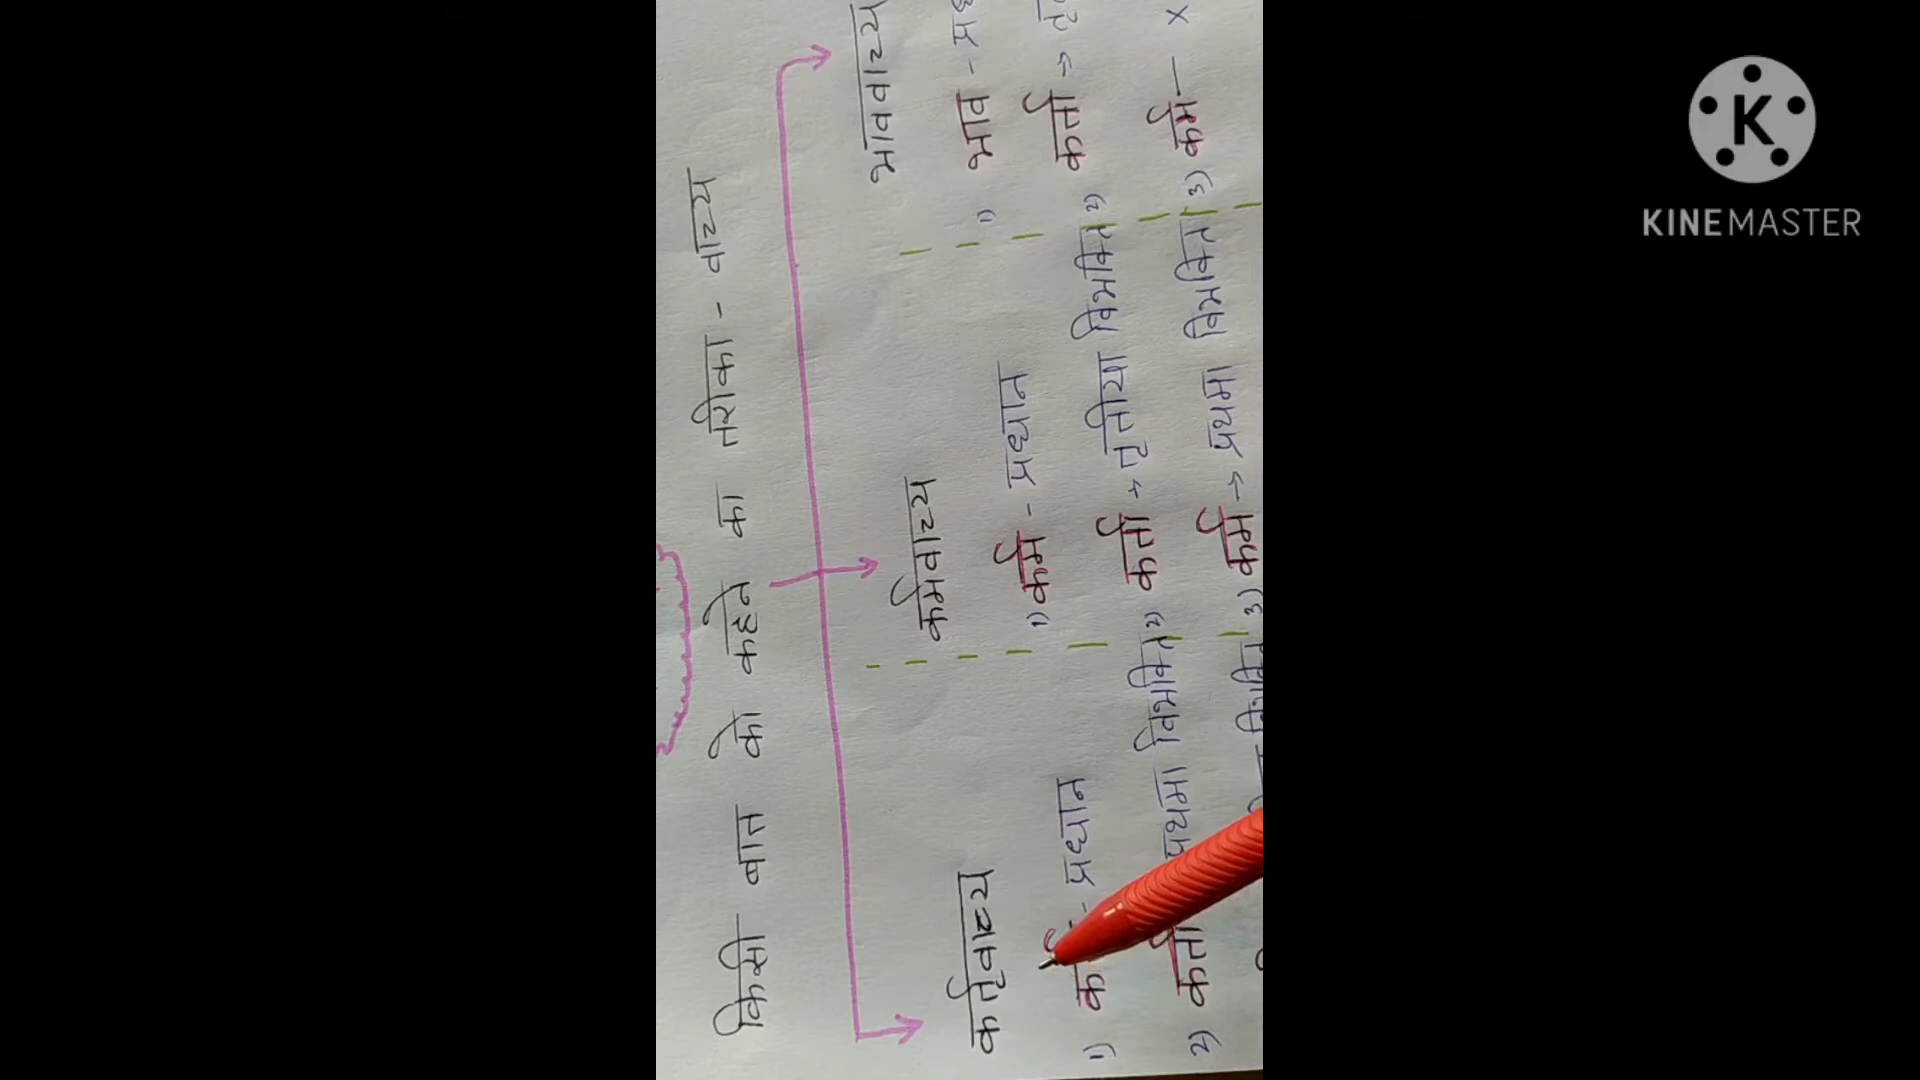 किसी बात को कहने का तरीका - वाच्य
कर्तृवाच्य
कर्मवाच्य
भाववाच्य
1) - प्रधान
1) कर्म - प्रधान
1) भाव -
2) कर्ता प्रथमा विभक्ति
2) कर्ता → तृतीया विभक्ति
2) कर्ता →
3) कर्म → प्रथमा विभक्ति
3) कर्म — x
K
KINEMASTER